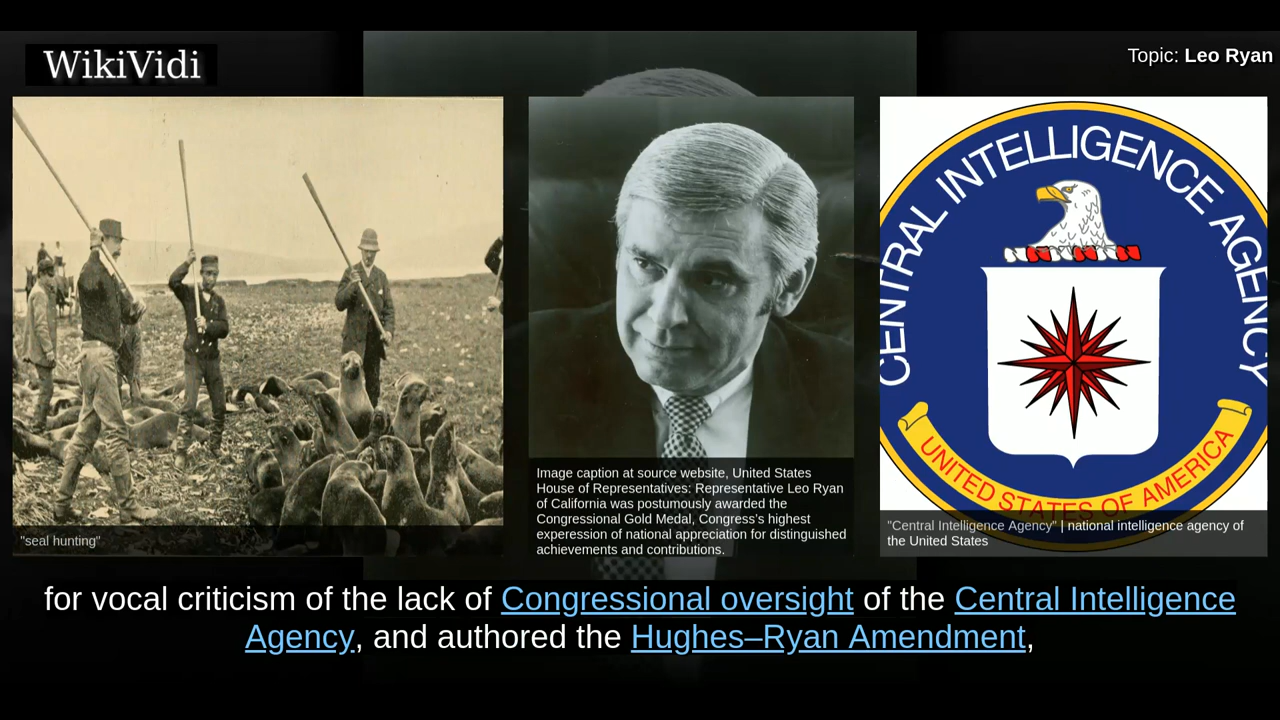 WikiVidi
Topic: Leo Ryan
"seal hunting"
Image caption at source website, United States
House of Representatives: Representative Leo Ryan
of California was postumously awarded the
Congressional Gold Medal, Congress's highest
experession of national appreciation for distinguished
achievements and contributions.
CENTRAL INTELLIGENCE AGENCY
UNITED STATES OF AMERICA
"Central Intelligence Agency" | national intelligence agency of
the United States
for vocal criticism of the lack of Congressional oversight of the Central Intelligence
Agency, and authored the Hughes–Ryan Amendment,